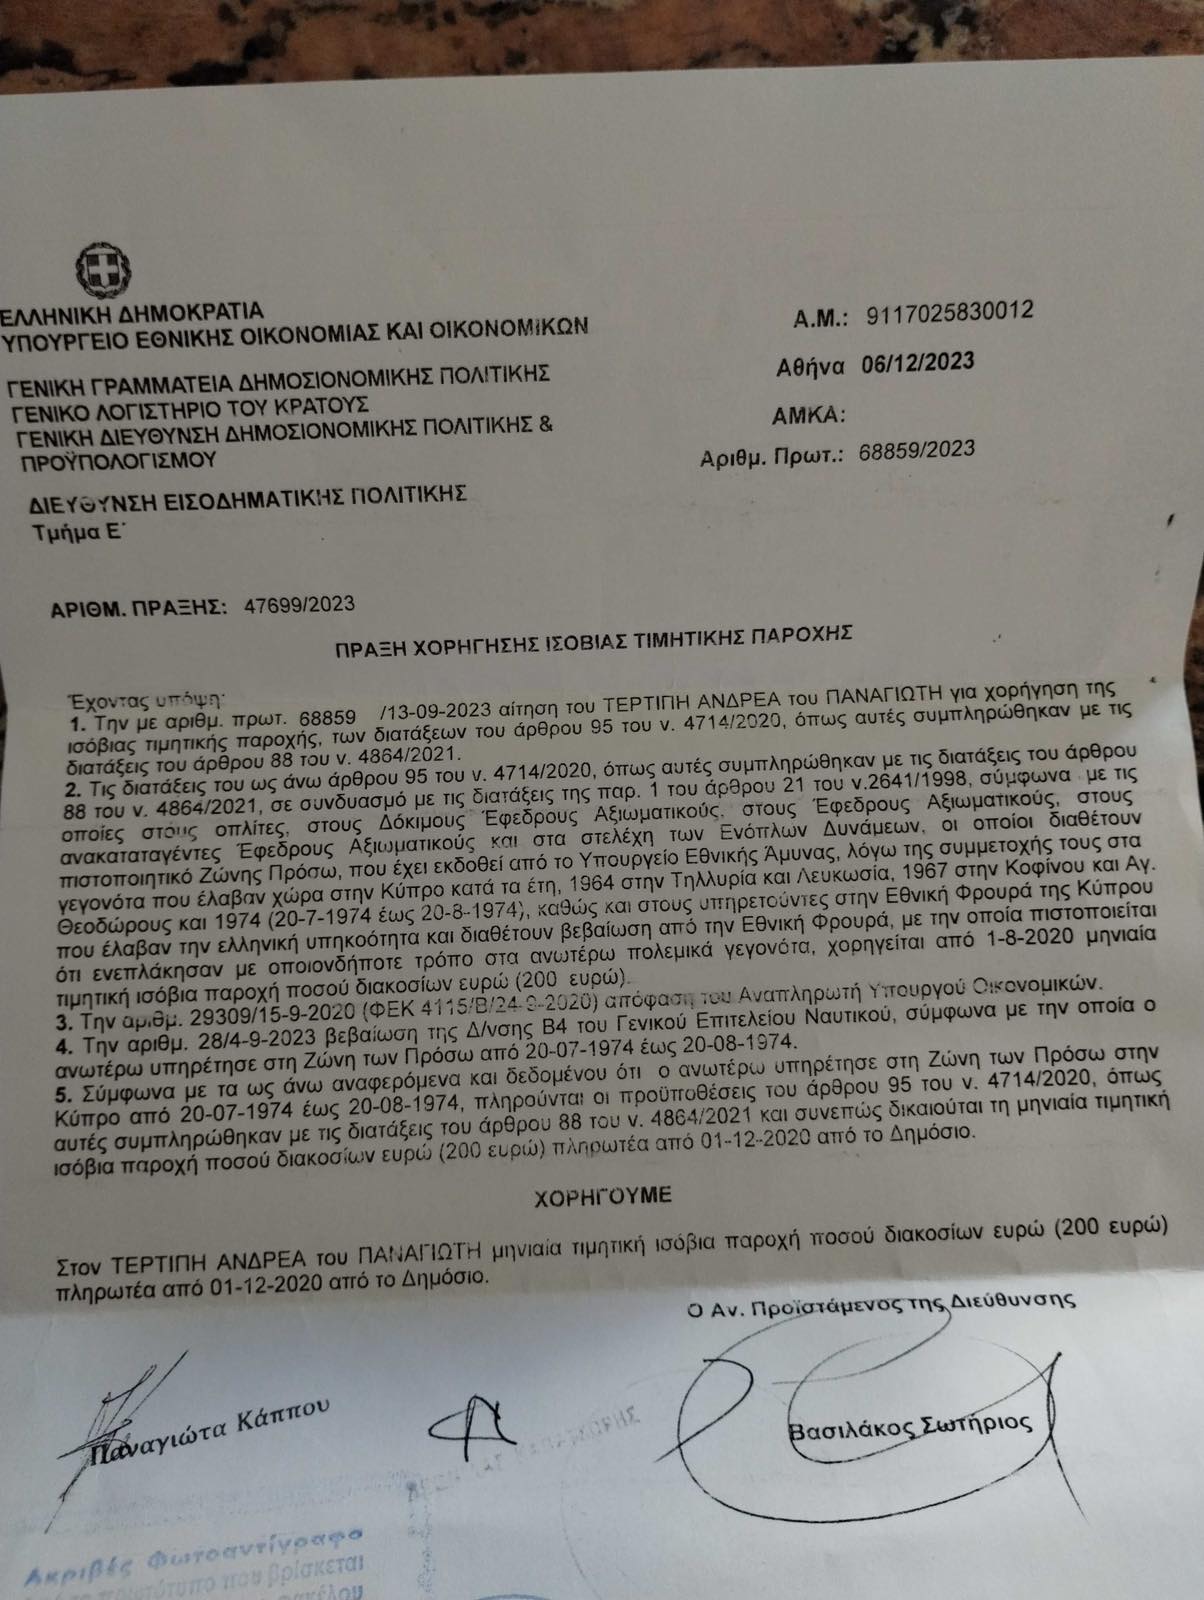 ΕΛΛΗΝΙΚΗ ΔΗΜΟΚΡΑΤΙΑ
ΥΠΟΥΡΓΕΙΟ ΕΘΝΙΚΗΣ ΟΙΚΟΝΟΜΙΑΣ ΚΑΙ ΟΙΚΟΝΟΜΙΚΩΝ
ΓΕΝΙΚΗ ΓΡΑΜΜΑΤΕΙΑ ΔΗΜΟΣΙΟΝΟΜΙΚΗΣ ΠΟΛΙΤΙΚΗΣ
ΓΕΝΙΚΟ ΛΟΓΙΣΤΗΡΙΟ ΤΟΥ ΚΡΑΤΟΥΣ
ΓΕΝΙΚΗ ΔΙΕΥΘΥΝΣΗ ΔΗΜΟΣΙΟΝΟΜΙΚΗΣ ΠΟΛΙΤΙΚΗΣ &
ΠΡΟΫΠΟΛΟΓΙΣΜΟΥ
ΔΙΕΥΘΥΝΣΗ ΕΙΣΟΔΗΜΑΤΙΚΗΣ ΠΟΛΙΤΙΚΗΣ
Τμήμα Ε΄
Α.Μ.: 9117025830012
Αθήνα 06/12/2023
ΑΜΚΑ:
Αριθμ. Πρωτ.: 68859/2023
ΑΡΙΘΜ. ΠΡΑΞΗΣ: 47699/2023
ΠΡΑΞΗ ΧΟΡΗΓΗΣΗΣ ΙΣΟΒΙΑΣ ΤΙΜΗΤΙΚΗΣ ΠΑΡΟΧΗΣ
Έχοντας υπόψη:
1. Την με αριθμ. πρωτ. 68859 /13-09-2023 αίτηση του ΤΕΡΤΙΠΗ ΑΝΔΡΕΑ του ΠΑΝΑΓΙΩΤΗ για χορήγηση της
ισόβιας τιμητικής παροχής, των διατάξεων του άρθρου 95 του ν. 4714/2020, όπως αυτές συμπληρώθηκαν με τις
διατάξεις του άρθρου 88 του ν. 4864/2021.
2. Τις διατάξεις του ως άνω άρθρου 95 του ν. 4714/2020, όπως αυτές συμπληρώθηκαν με τις διατάξεις του άρθρου
88 του ν. 4864/2021, σε συνδυασμό με τις διατάξεις της παρ. 1 του άρθρου 21 του ν.2641/1998, σύμφωνα με τις
οποίες στους οπλίτες, στους Δόκιμους Έφεδρους Αξιωματικούς, στους Έφεδρους Αξιωματικούς, στους
ανακαταταγέντες Έφεδρους Αξιωματικούς και στα στελέχη των Ενόπλων Δυνάμεων, οι οποίοι διαθέτουν
πιστοποιητικό Ζώνης Πρόσω, που έχει εκδοθεί από το Υπουργείο Εθνικής Άμυνας, λόγω της συμμετοχής τους στα
γεγονότα που έλαβαν χώρα στην Κύπρο κατά τα έτη, 1964 στην Τηλλυρία και Λευκωσία, 1967 στην Κοφίνου και Αγ.
Θεοδώρους και 1974 (20-7-1974 έως 20-8-1974), καθώς και στους υπηρετούντες στην Εθνική Φρουρά της Κύπρου
που έλαβαν την ελληνική υπηκοότητα και διαθέτουν βεβαίωση από την Εθνική Φρουρά, με την οποία πιστοποιείται
ότι ενεπλάκησαν με οποιονδήποτε τρόπο στα ανωτέρω πολεμικά γεγονότα, χορηγείται από 1-8-2020 μηνιαία
τιμητική ισόβια παροχή ποσού διακοσίων ευρώ (200 ευρώ).
3. Την αριθμ. 29309/15-9-2020 (ΦΕΚ 4115/Β/24-9-2020) απόφαση του Αναπληρωτή Υπουργού Οικονομικών.
4. Την αριθμ. 28/4-9-2023 βεβαίωση της Δ/νσης Β4 του Γενικού Επιτελείου Ναυτικού, σύμφωνα με την οποία ο
ανωτέρω υπηρέτησε στη Ζώνη των Πρόσω από 20-07-1974 έως 20-08-1974.
5. Σύμφωνα με τα ως άνω αναφερόμενα και δεδομένου ότι ο ανωτέρω υπηρέτησε στη Ζώνη των Πρόσω στην
Κύπρο από 20-07-1974 έως 20-08-1974, πληρούνται οι προϋποθέσεις του άρθρου 95 του ν. 4714/2020, όπως
αυτές συμπληρώθηκαν με τις διατάξεις του άρθρου 88 του ν. 4864/2021 και συνεπώς δικαιούται τη μηνιαία τιμητική
ισόβια παροχή ποσού διακοσίων ευρώ (200 ευρώ) πληρωτέα από 01-12-2020 από το Δημόσιο.
ΧΟΡΗΓΟΥΜΕ
Στον ΤΕΡΤΙΠΗ ΑΝΔΡΕΑ του ΠΑΝΑΓΙΩΤΗ μηνιαία τιμητική ισόβια παροχή ποσού διακοσίων ευρώ (200 ευρώ)
πληρωτέα από 01-12-2020 από το Δημόσιο.
Ο Αν. Προϊστάμενος της Διεύθυνσης
Παναγιώτα Κάππου
Βασιλάκος Σωτήριος
Ακριβές Φωτοαντίγραφο
πρωτότυπο που βρίσκεται
φακέλου